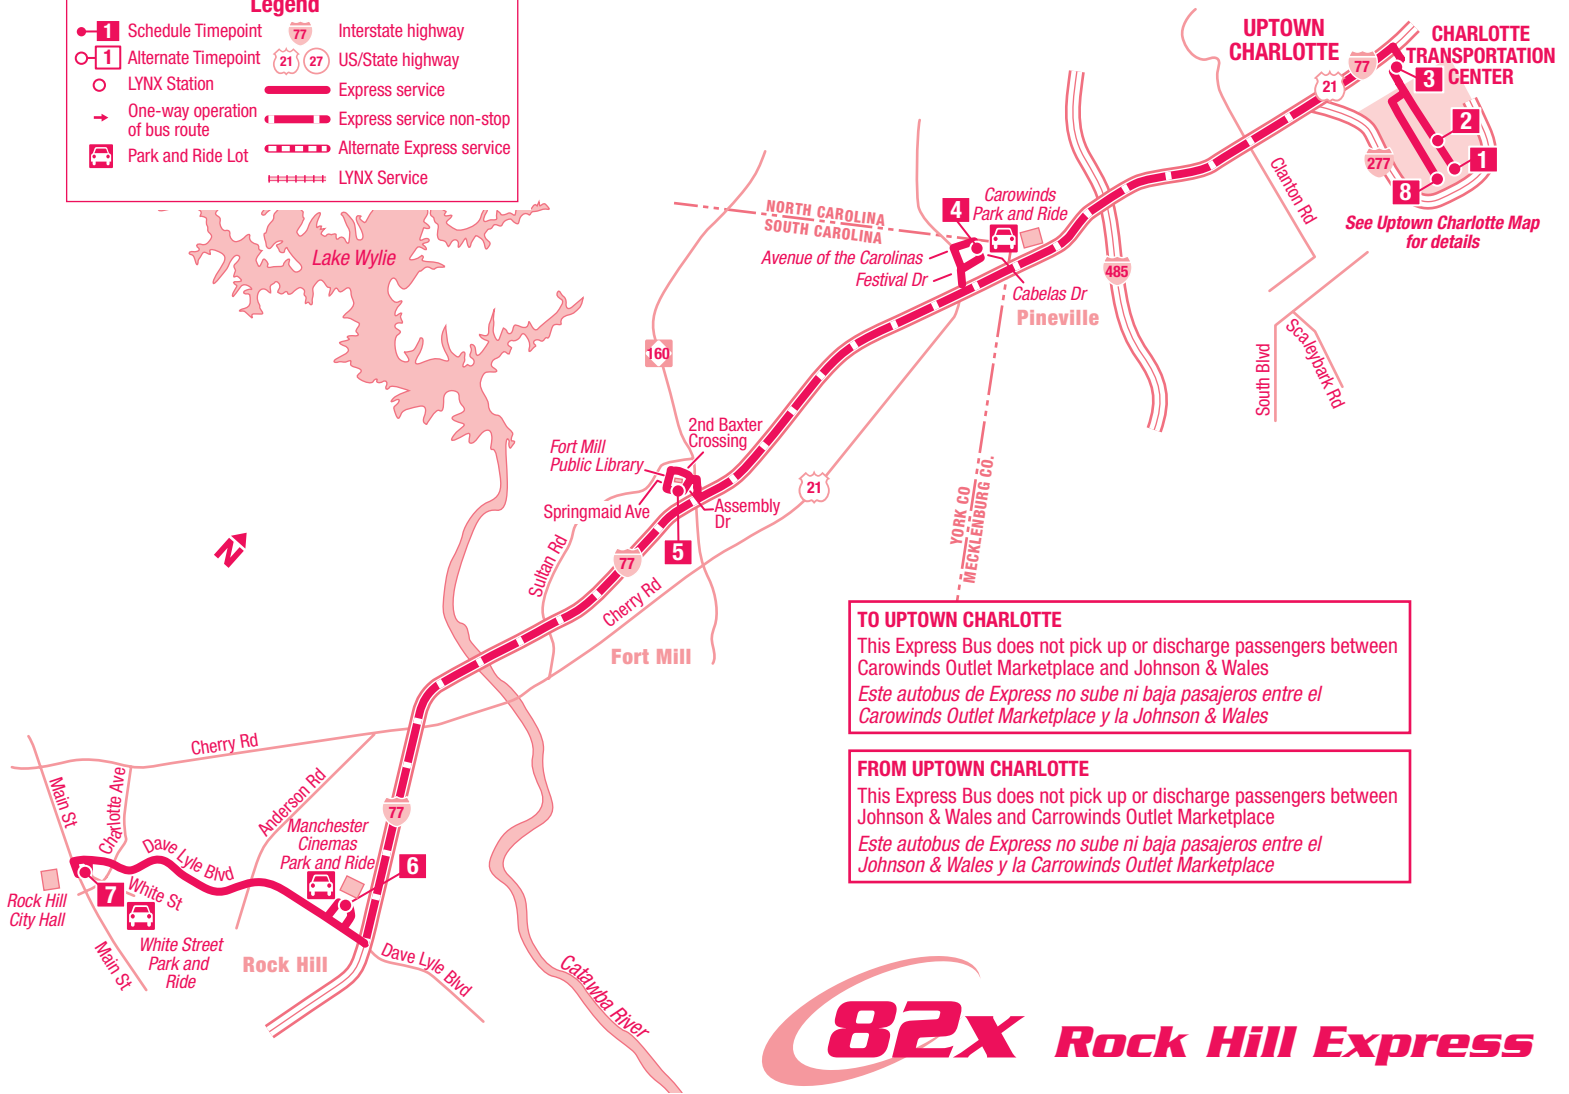 Legend
1 Schedule Timepoint
1 Alternate Timepoint
LYNX Station
One-way operation
of bus route
Park and Ride Lot
77 Interstate highway
21 27 US/State highway
Express service
Express service non-stop
Alternate Express service
LYNX Service
UPTOWN
CHARLOTTE
CHARLOTTE
TRANSPORTATION
CENTER
77
21
3
2
1
277
8
See Uptown Charlotte Map
for details
Clanton Rd
South Blvd
Scaleybark Rd
485
Lake Wylie
NORTH CAROLINA
SOUTH CAROLINA
4
Carowinds
Park and Ride
Avenue of the Carolinas
Festival Dr
Cabelas Dr
Pineville
160
2nd Baxter
Crossing
Fort Mill
Public Library
Springmaid Ave
Assembly
Dr
5
21
YORK CO
MECKLENBURG CO.
N
Sultan Rd
77
Cherry Rd
Fort Mill
TO UPTOWN CHARLOTTE
This Express Bus does not pick up or discharge passengers between
Carowinds Outlet Marketplace and Johnson & Wales
Este autobus de Express no sube ni baja pasajeros entre el
Carowinds Outlet Marketplace y la Johnson & Wales
FROM UPTOWN CHARLOTTE
This Express Bus does not pick up or discharge passengers between
Johnson & Wales and Carrowinds Outlet Marketplace
Este autobus de Express no sube ni baja pasajeros entre el
Johnson & Wales y la Carrowinds Outlet Marketplace
Cherry Rd
Main St
Charlotte Ave
Anderson Rd
77
Dave Lyle Blvd
Manchester
Cinemas
Park and Ride
6
7
White St
Rock Hill
City Hall
White Street
Park and
Ride
Main St
Rock Hill
Dave Lyle Blvd
Catawba River
82x Rock Hill Express